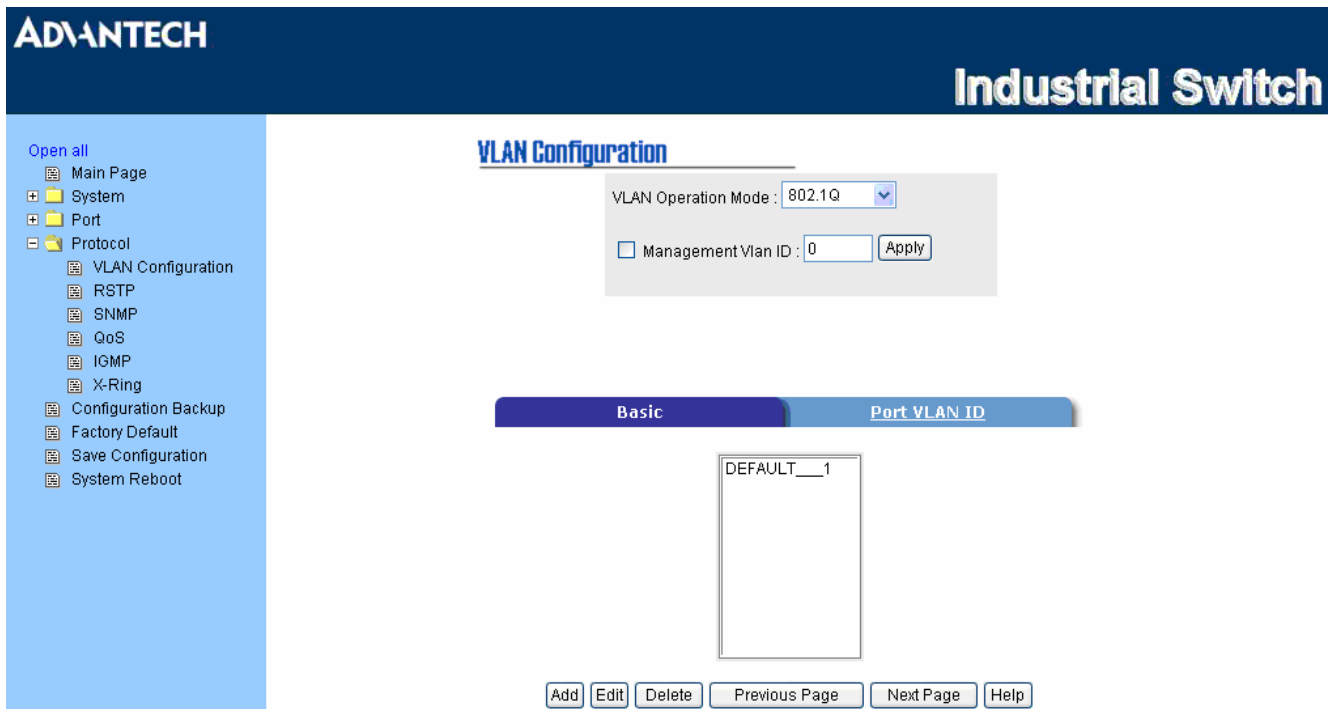 ADVANTECH
Industrial Switch
Open all
Main Page
System
Port
Protocol
VLAN Configuration
RSTP
SNMP
QoS
IGMP
X-Ring
Configuration Backup
Factory Default
Save Configuration
System Reboot
VLAN Configuration
VLAN Operation Mode : 802.1Q
Management Vlan ID : 0 Apply
Basic Port VLAN ID
DEFAULT___1
Add Edit Delete Previous Page Next Page Help